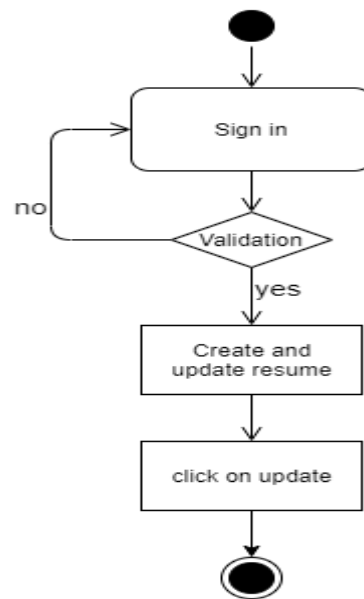 Sign in
no
Validation
yes
Create and
update resume
click on update